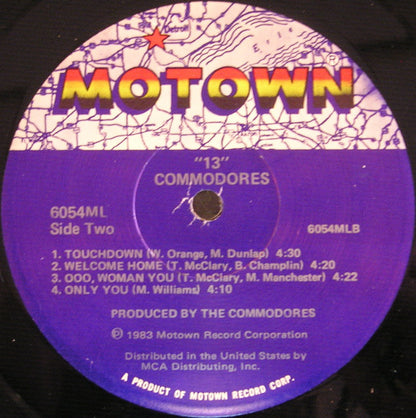 Detroit
Erie
MOTOWN®
"13"
COMMODORES
6054ML
Side Two
6054MLB
1. TOUCHDOWN (W. Orange, M. Dunlap) 4:30
2. WELCOME HOME (T. McClary, B. Champlin) 4:20
3. OOO, WOMAN YOU (T. McClary, M. Manchester) 4:22
4. ONLY YOU (M. Williams) 4:10
PRODUCED BY THE COMMODORES
℗ 1983 Motown Record Corporation
Distributed in the United States by
MCA Distributing, Inc.
A PRODUCT OF MOTOWN RECORD CORP.